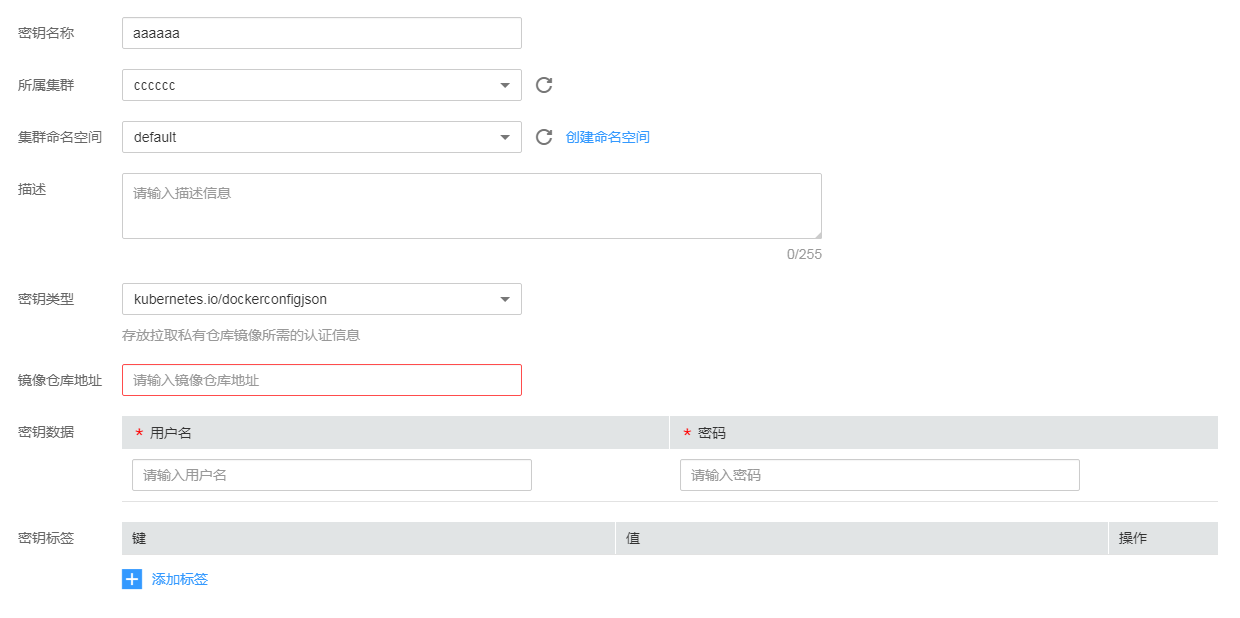 密钥名称 aaaaaa
所属集群 cccccc
集群命名空间 default 创建命名空间
描述 请输入描述信息
0/255
密钥类型 kubernetes.io/dockerconfigjson
存放拉取私有仓库镜像所需的认证信息
镜像仓库地址 请输入镜像仓库地址
密钥数据 * 用户名 * 密码
请输入用户名 请输入密码
密钥标签 键 值 操作
添加标签